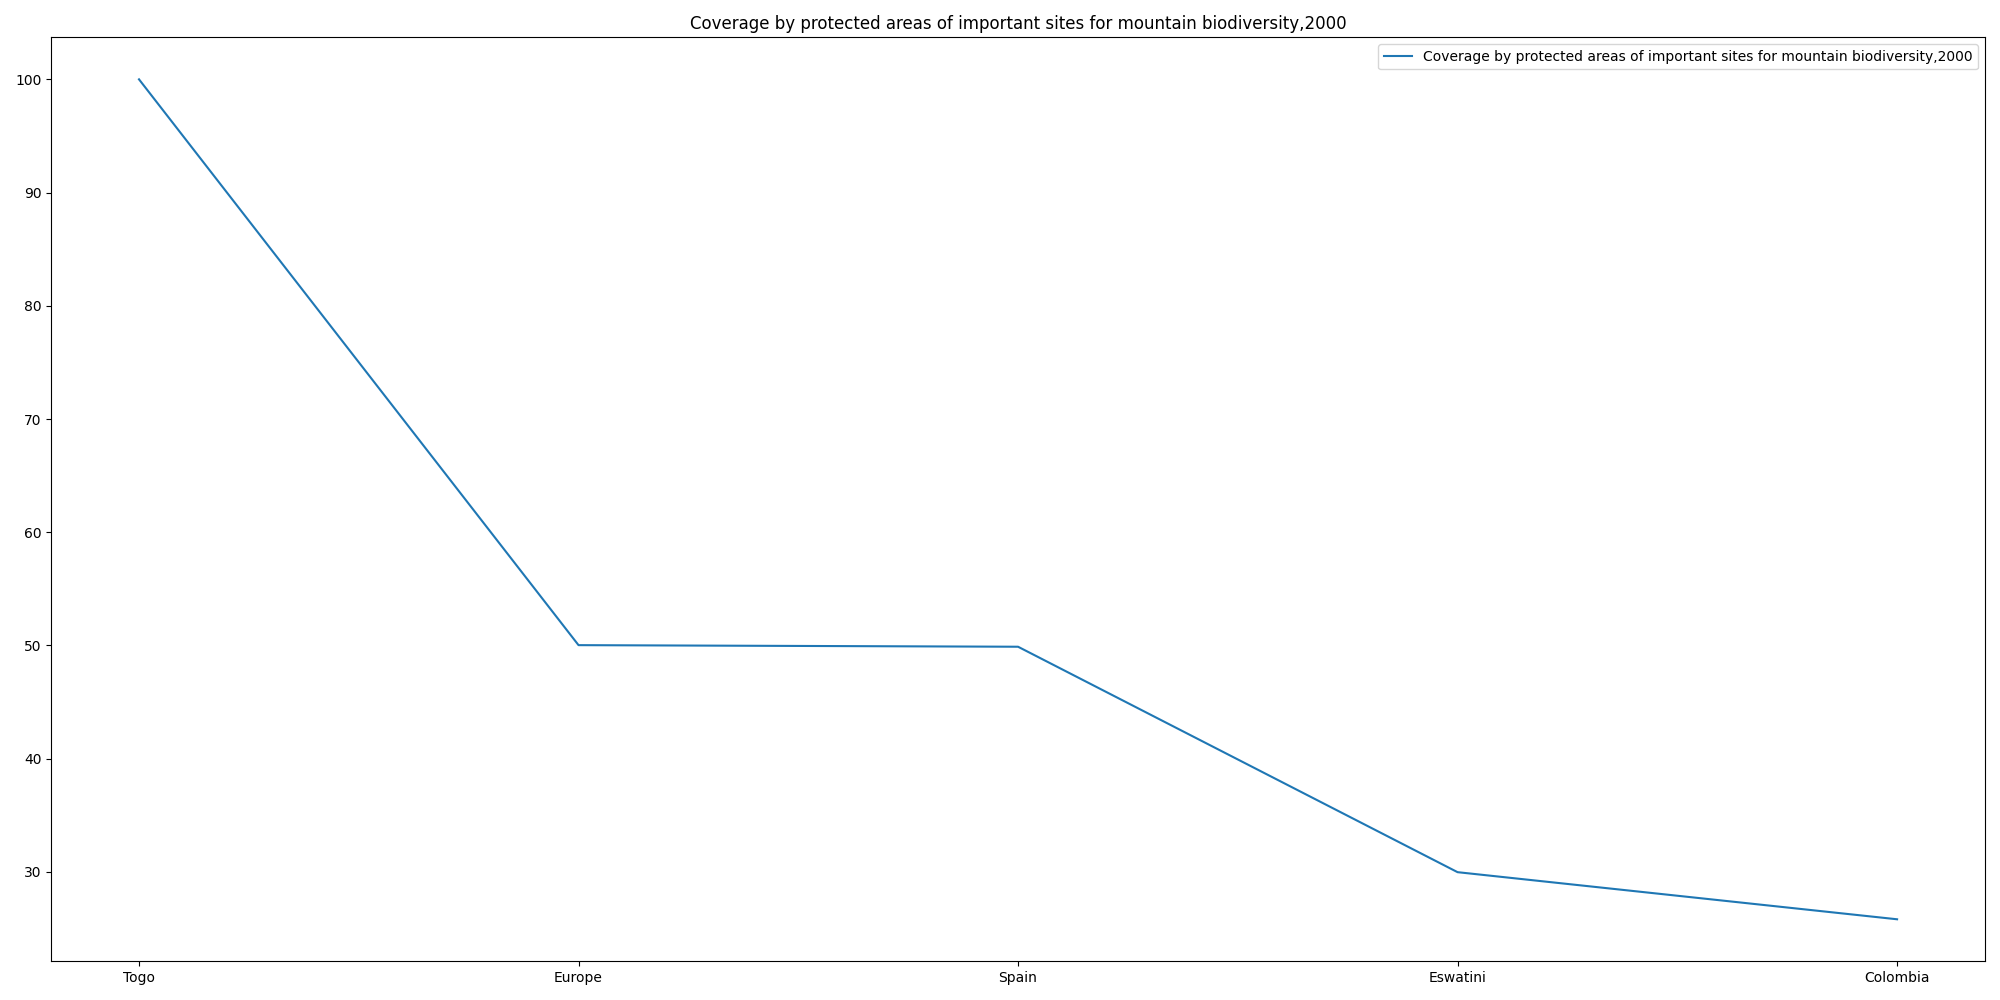 Coverage by protected areas of important sites for mountain biodiversity,2000
Coverage by protected areas of important sites for mountain biodiversity,2000
100
90
80
70
60
50
40
30
Togo Europe Spain Eswatini Colombia